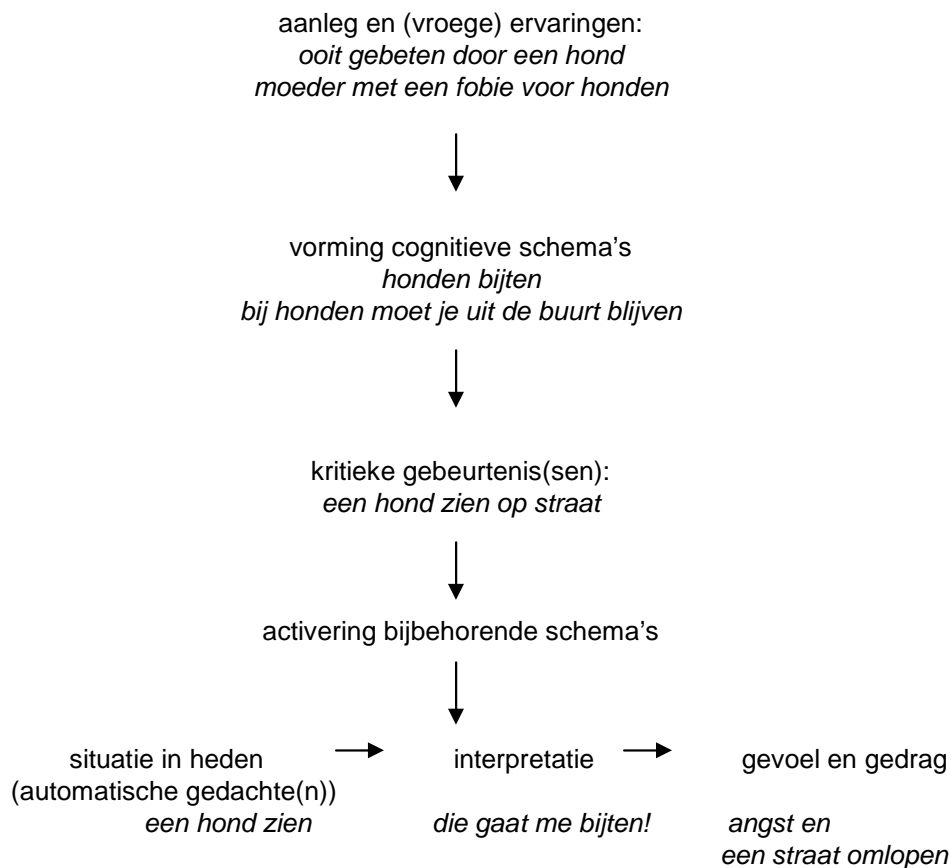 aanleg en (vroege) ervaringen:
ooit gebeten door een hond
moeder met een fobie voor honden
vorming cognitieve schema's
honden bijten
bij honden moet je uit de buurt blijven
kritieke gebeurtenis(sen):
een hond zien op straat
activering bijbehorende schema's
situatie in heden interpretatie gevoel en gedrag
(automatische gedachte(n))
een hond zien die gaat me bijten! angst en
een straat omlopen